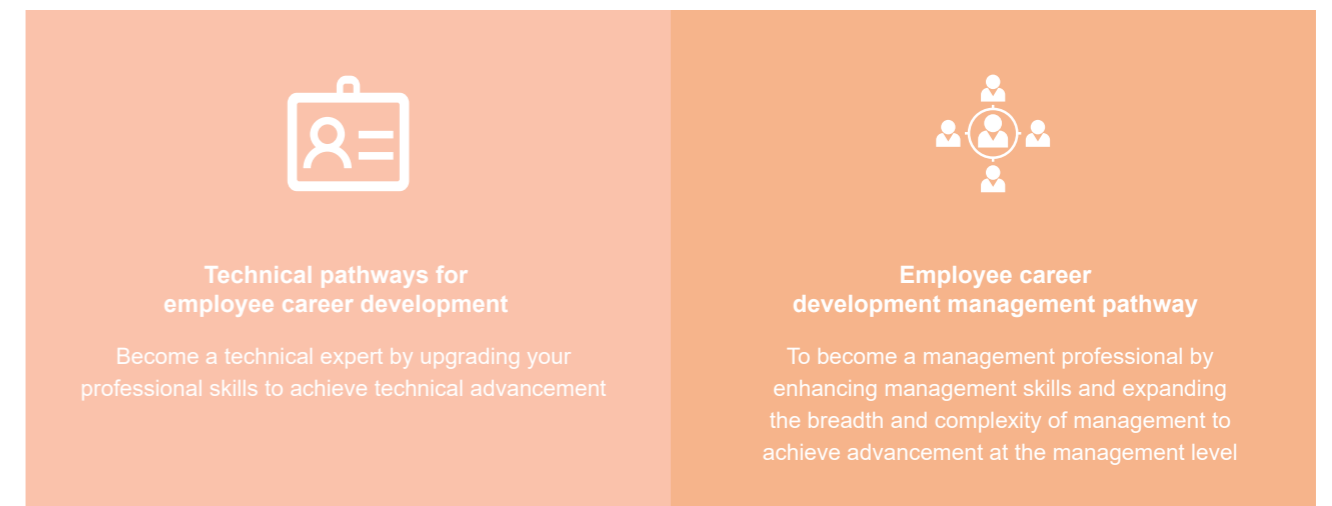 Technical pathways for
employee career development
Become a technical expert by upgrading your
professional skills to achieve technical advancement
Employee career
development management pathway
To become a management professional by
enhancing management skills and expanding
the breadth and complexity of management to
achieve advancement at the management level